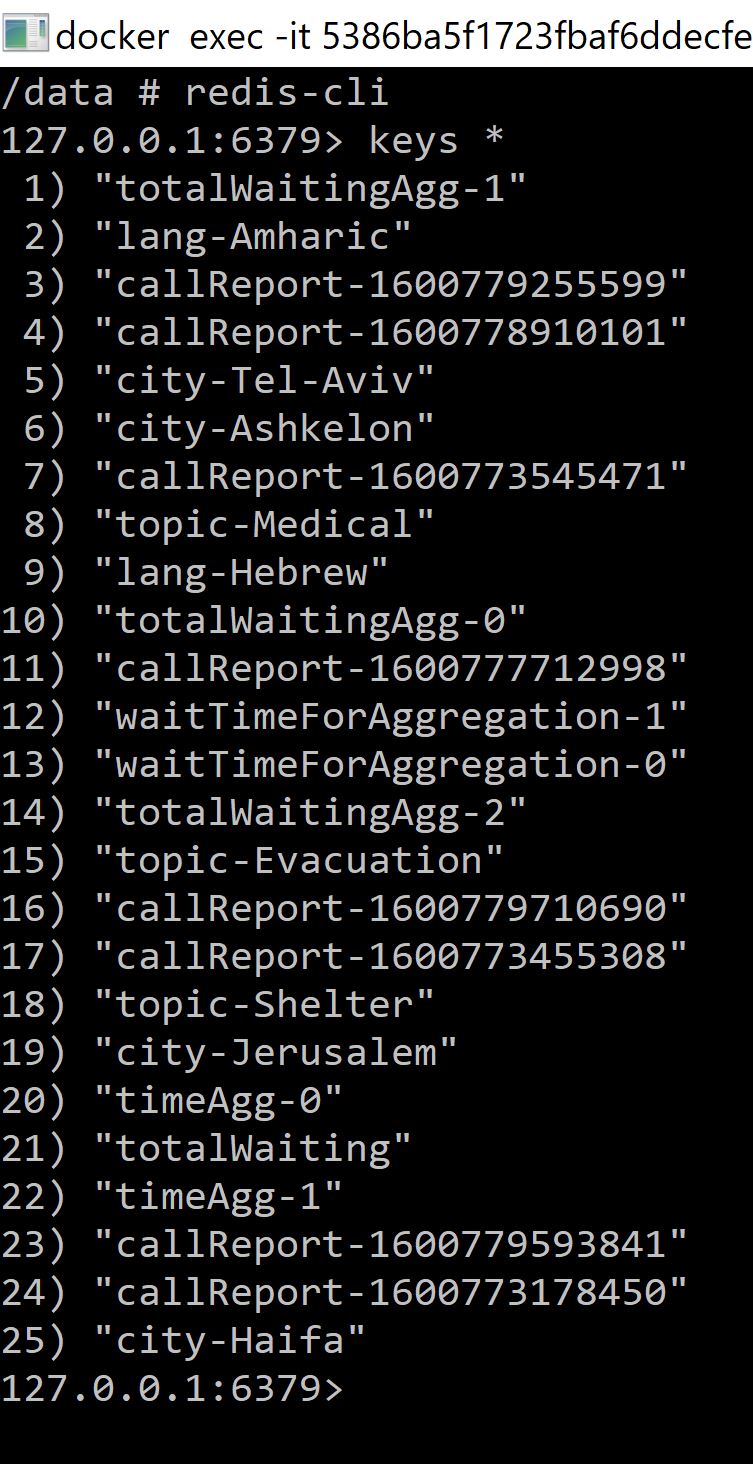 docker  exec -it 5386ba5f1723fbaf6ddecfe
/data # redis-cli
127.0.0.1:6379> keys *
 1) "totalWaitingAgg-1"
 2) "lang-Amharic"
 3) "callReport-1600779255599"
 4) "callReport-1600778910101"
 5) "city-Tel-Aviv"
 6) "city-Ashkelon"
 7) "callReport-1600773545471"
 8) "topic-Medical"
 9) "lang-Hebrew"
10) "totalWaitingAgg-0"
11) "callReport-1600777712998"
12) "waitTimeForAggregation-1"
13) "waitTimeForAggregation-0"
14) "totalWaitingAgg-2"
15) "topic-Evacuation"
16) "callReport-1600779710690"
17) "callReport-1600773455308"
18) "topic-Shelter"
19) "city-Jerusalem"
20) "timeAgg-0"
21) "totalWaiting"
22) "timeAgg-1"
23) "callReport-1600779593841"
24) "callReport-1600773178450"
25) "city-Haifa"
127.0.0.1:6379>